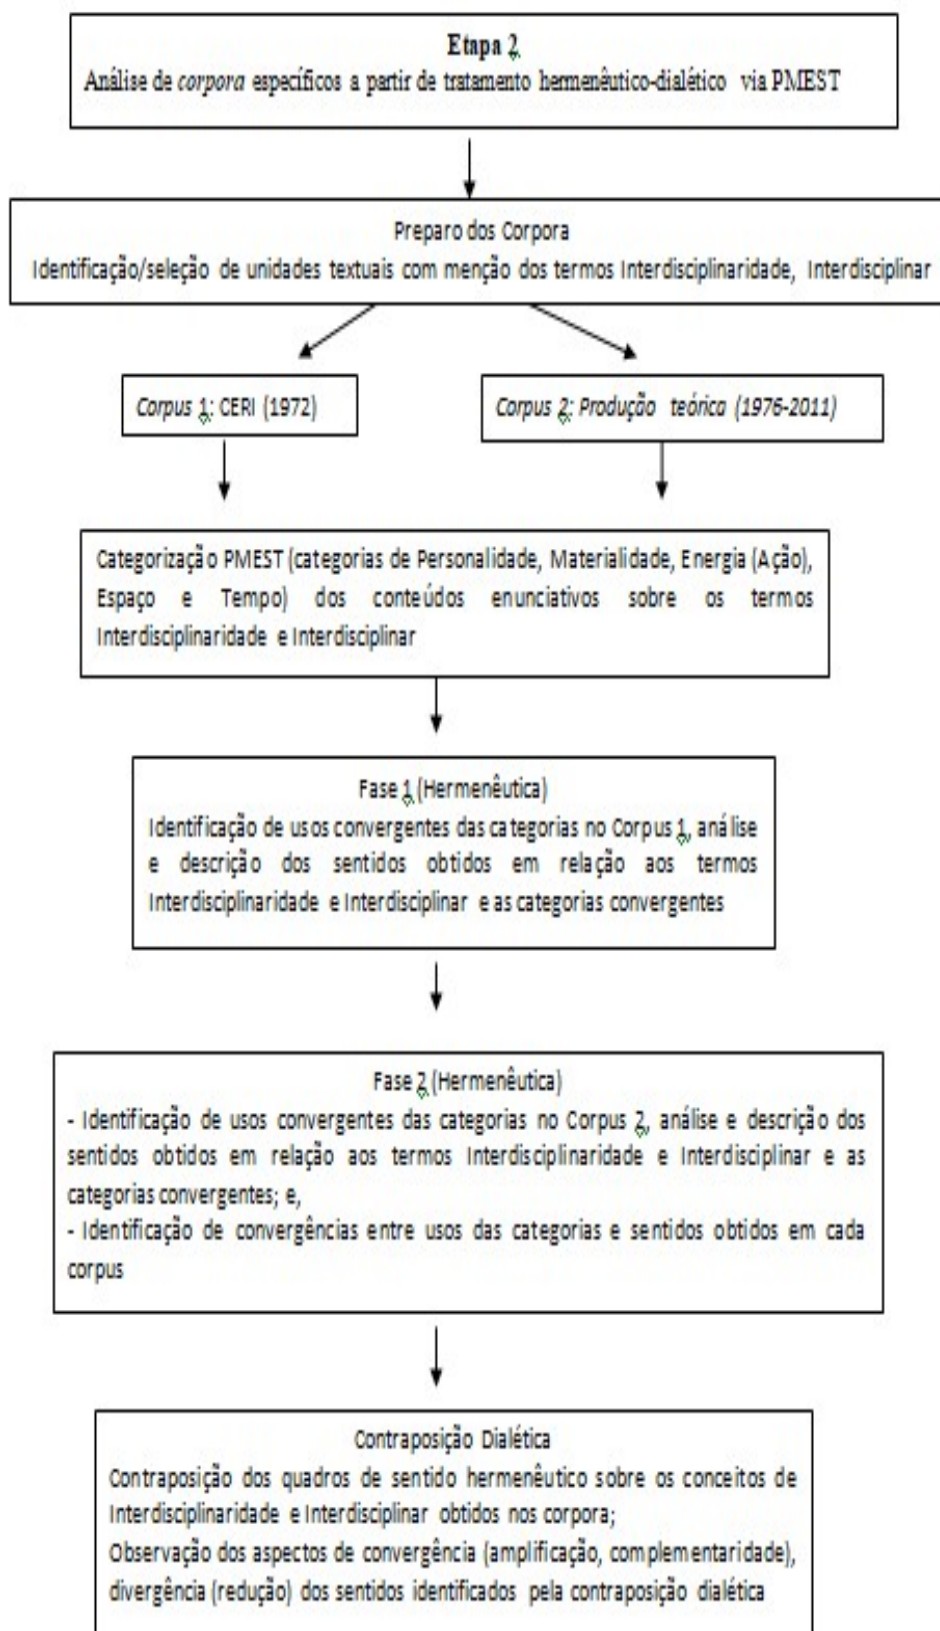 Etapa 2
Análise de corpora específicos a partir de tratamento hermenêutico-dialético via PMEST
Preparo dos Corpora
Identificação/seleção de unidades textuais com menção dos termos Interdisciplinaridade, Interdisciplinar
Corpus 1: CERI (1972)
Corpus 2: Produção teórica (1976-2011)
Categorização PMEST (categorias de Personalidade, Materialidade, Energia (Ação),
Espaço e Tempo) dos conteúdos enunciativos sobre os termos
Interdisciplinaridade e Interdisciplinar
Fase 1 (Hermenêutica)
Identificação de usos convergentes das categorias no Corpus 1, análise
e descrição dos sentidos obtidos em relação aos termos
Interdisciplinaridade e Interdisciplinar e as categorias convergentes
Fase 2 (Hermenêutica)
- Identificação de usos convergentes das categorias no Corpus 2, análise e descrição dos
sentidos obtidos em relação aos termos Interdisciplinaridade e Interdisciplinar e as
categorias convergentes; e,
- Identificação de convergências entre usos das categorias e sentidos obtidos em cada
corpus
Contraposição Dialética
Contraposição dos quadros de sentido hermenêutico sobre os conceitos de
Interdisciplinaridade e Interdisciplinar obtidos nos corpora;
Observação dos aspectos de convergência (amplificação, complementaridade),
divergência (redução) dos sentidos identificados pela contraposição dialética